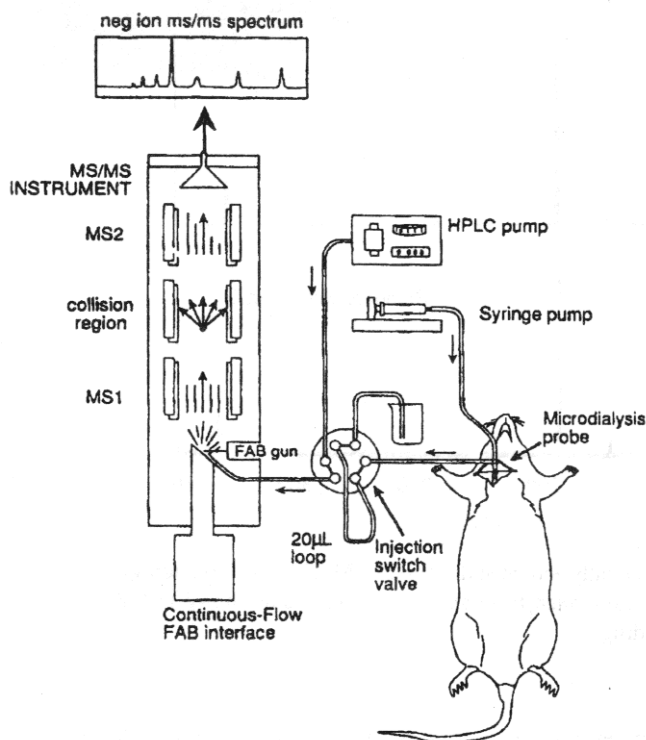 neg ion ms/ms spectrum
MS/MS
INSTRUMENT
MS2
HPLC pump
collision
region
Syringe pump
MS1
Microdialysis
probe
FAB gun
20µL
loop
Injection
switch
valve
Continuous-Flow
FAB interface